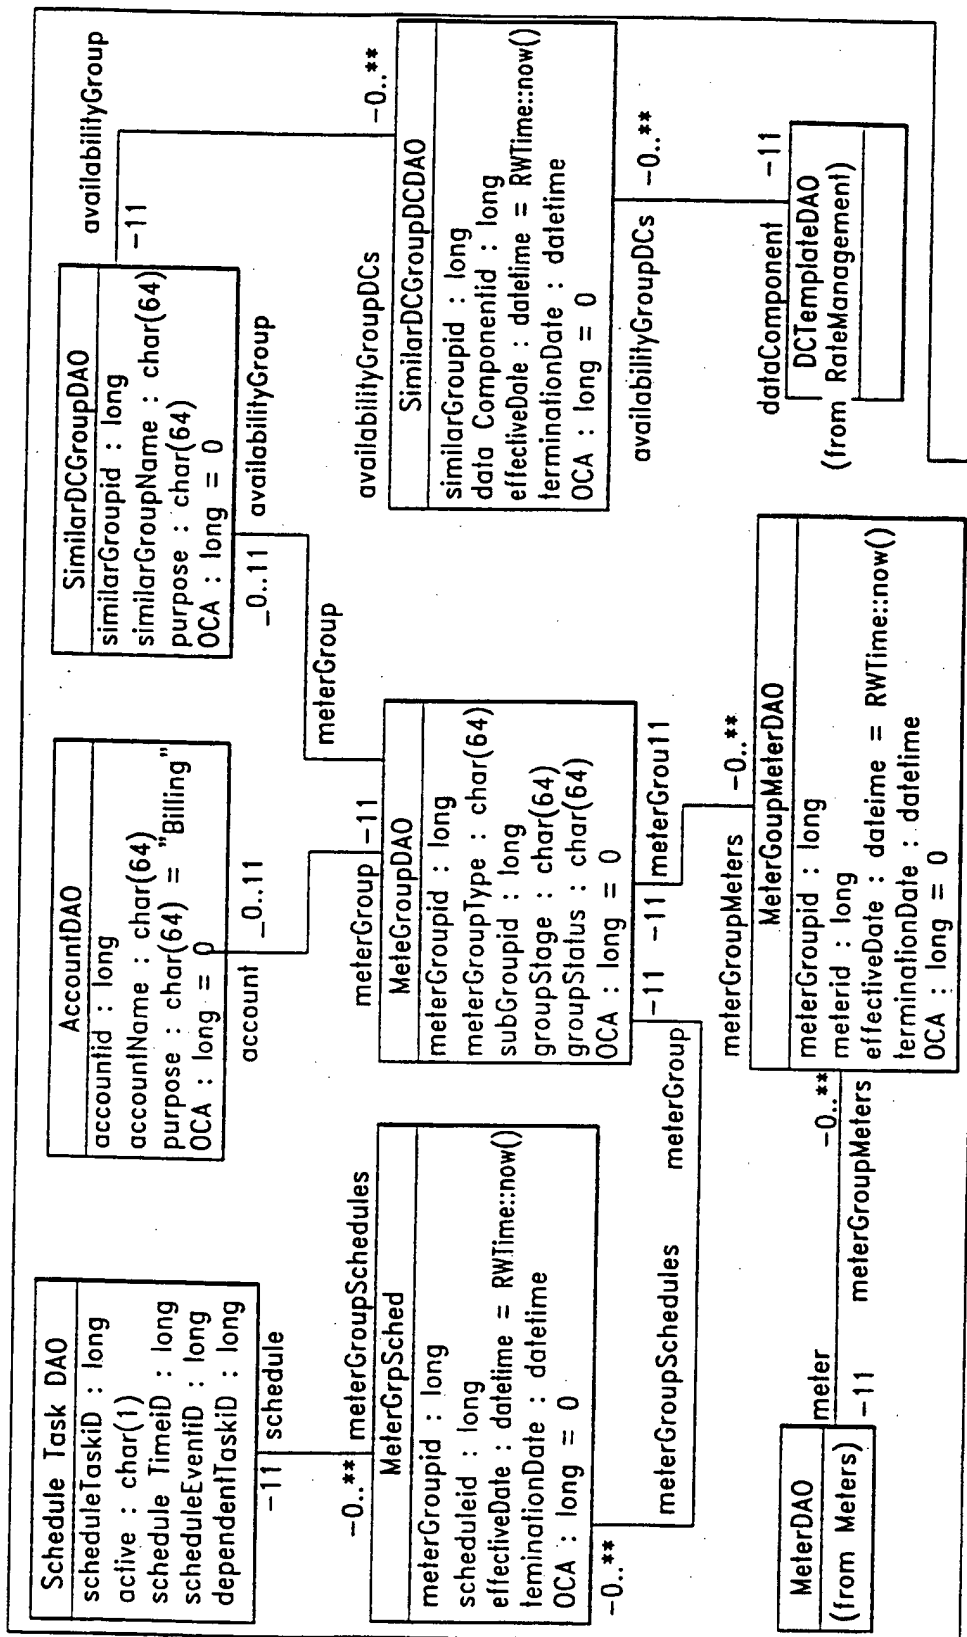 Schedule Task DAO
scheduleTaskiD : long
active : char(1)
schedule TimeiD : long
scheduleEventiD : long
dependentTaskiD : long
-11
schedule
-0..**
meterGroupSchedules
MeterGrpSched
meterGroupid : long
scheduleid : long
effectiveDate : datetime = RWTime::now()
teminationDate : datetime
OCA : long = 0
-0..**
meterGroupSchedules
meterGroup
AccountDAO
accountid : long
accountName : char(64)
purpose : char(64) = "Billing"
OCA : long = 0
account
_0..11
meterGroup
-11
MeteGroupDAO
meterGroupid : long
meterGroupType : char(64)
subGroupid : long
groupStage : char(64)
groupStatus : char(64)
OCA : long = 0
-11
-11
meterGrou11
SimilarDCGroupDAO
similarGroupid : long
similarGroupName : char(64)
purpose : char(64)
OCA : long = 0
-11
availabilityGroup
_0..11
availabilityGroup
meterGroup
availabilityGroupDCs
-0..**
SimilarDCGroupDCDAO
similarGroupid : long
data Componentid : long
effectiveDate : datetime = RWTime::now()
terminationDate : datetime
OCA : long = 0
availabilityGroupDCs
-0..**
dataComponent
-11
DCTemplateDAO
(from RateManagement)
MeterDAO
(from Meters)
meter
-11
-0..**
meterGroupMeters
meterGroupMeters
-0..**
MeterGoupMeterDAO
meterGroupid : long
meterid : long
effectiveDate : dateime = RWTime::now()
terminationDate : datetime
OCA : long = 0